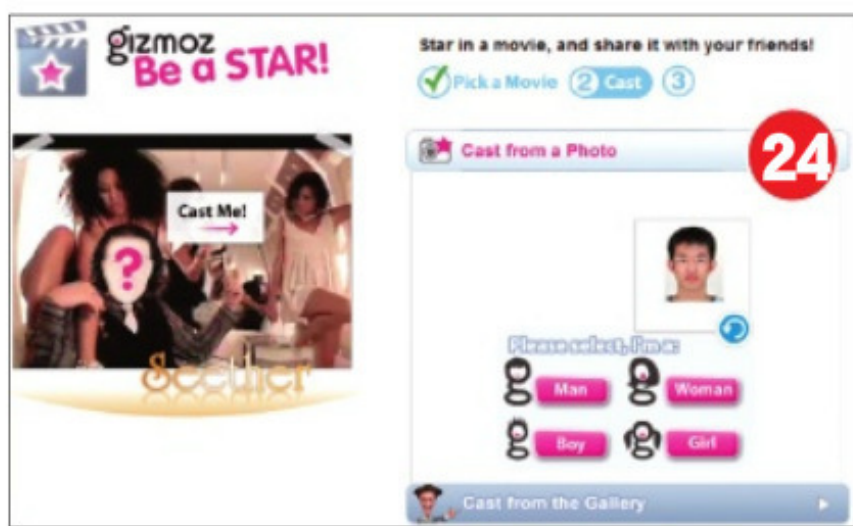 gizmoz
Be a STAR!
Star in a movie, and share it with your friends!
Pick a Movie 2 Cast 3
Cast from a Photo
24
Cast Me!
?
Please select, I'm a:
Seether
Man
Woman
Boy
Girl
Cast from the Gallery